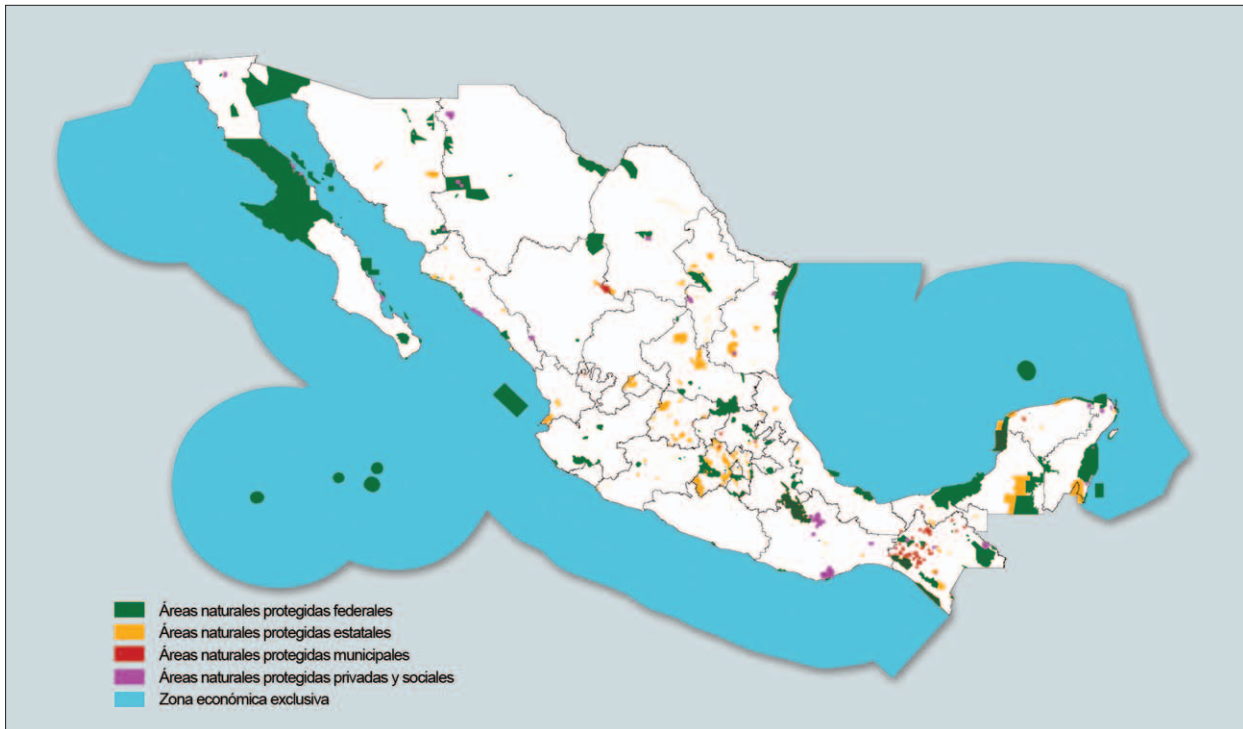 Áreas naturales protegidas federales
Áreas naturales protegidas estatales
Áreas naturales protegidas municipales
Áreas naturales protegidas privadas y sociales
Zona económica exclusiva